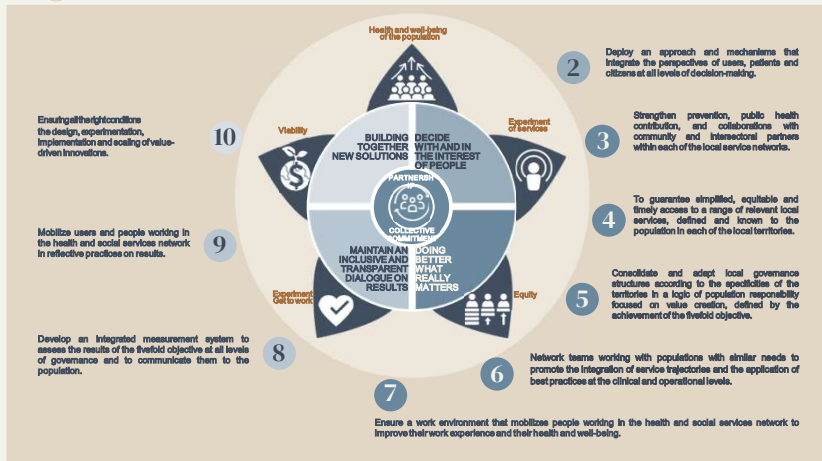 Health and well-being
of the population
2
Deploy an approach and mechanisms that
integrate the perspectives of users, patients and
citizens at all levels of decision-making.
Experiment
of services
3
Strengthen prevention, public health
contribution, and collaborations with
community and intersectoral partners
within each of the local service networks.
4
To guarantee simplified, equitable and
timely access to a range of relevant local
services, defined and known to the
population in each of the local territories.
5
Consolidate and adapt local governance
structures according to the specificities of the
territories in a logic of population responsibility
focused on value creation, defined by the
achievement of the fivefold objective.
Equity
6
Network teams working with populations with similar needs to
promote the integration of service trajectories and the application of
best practices at the clinical and operational levels.
7
Ensure a work environment that mobilizes people working in the health and social services network to
improve their work experience and their health and well-being.
8
Develop an integrated measurement system to
assess the results of the fivefold objective at all levels
of governance and to communicate them to the
population.
Experiment
Get to work
9
Mobilize users and people working in
the health and social services network
in reflective practices on results.
10
Ensuring all the right conditions
the design, experimentation,
implementation and scaling of value-
driven innovations.
Viability
BUILDING
TOGETHER
NEW SOLUTIONS
DECIDE
WITH AND IN
THE INTEREST
OF PEOPLE
PARTNERSH
IP
COLLECTIVE
COMMITMENT
MAINTAIN AN
INCLUSIVE AND
TRANSPARENT
DIALOGUE ON
RESULTS
DOING
BETTER
WHAT
REALLY
MATTERS